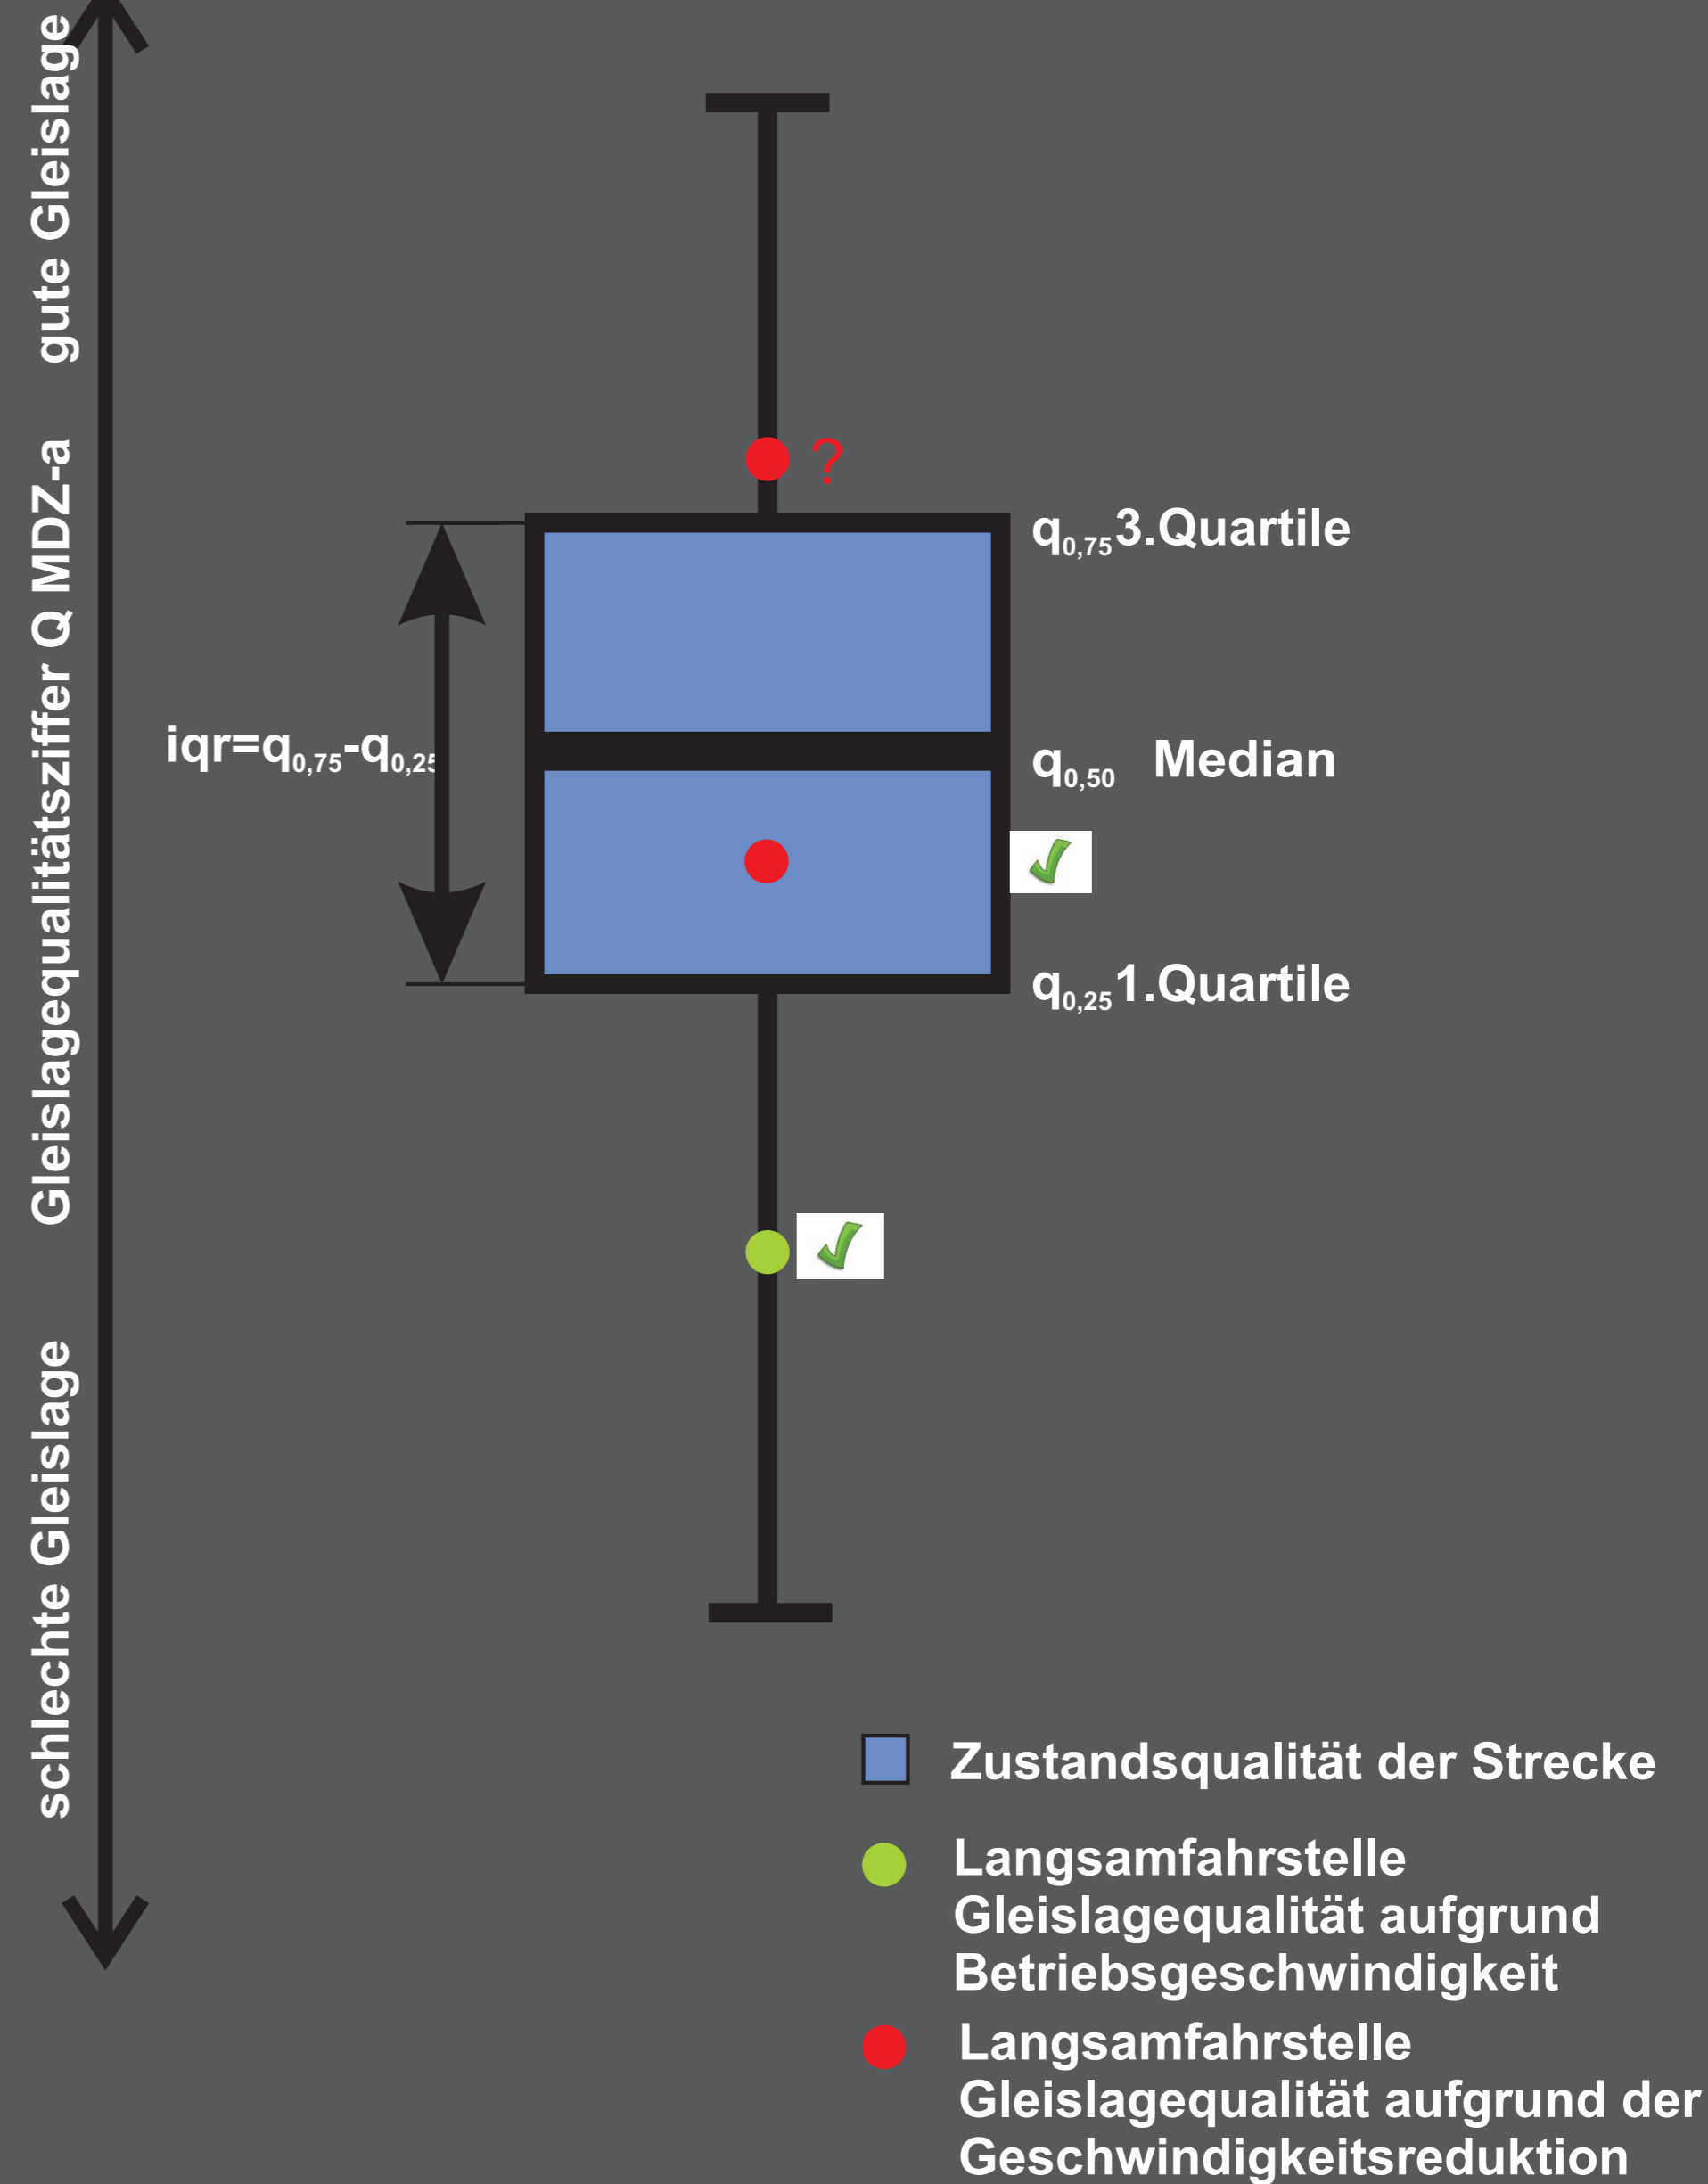 gute Gleislage
Gleislagequalitätsziffer Q MDZ-a
schlechte Gleislage
?
q0,75 3.Quartile
iqr=q0,75-q0,25
q0,50 Median
q0,25 1.Quartile
Zustandsqualität der Strecke
Langsamfahrstelle
Gleislagequalität aufgrund
Betriebsgeschwindigkeit
Langsamfahrstelle
Gleislagequalität aufgrund der
Geschwindigkeitsreduktion